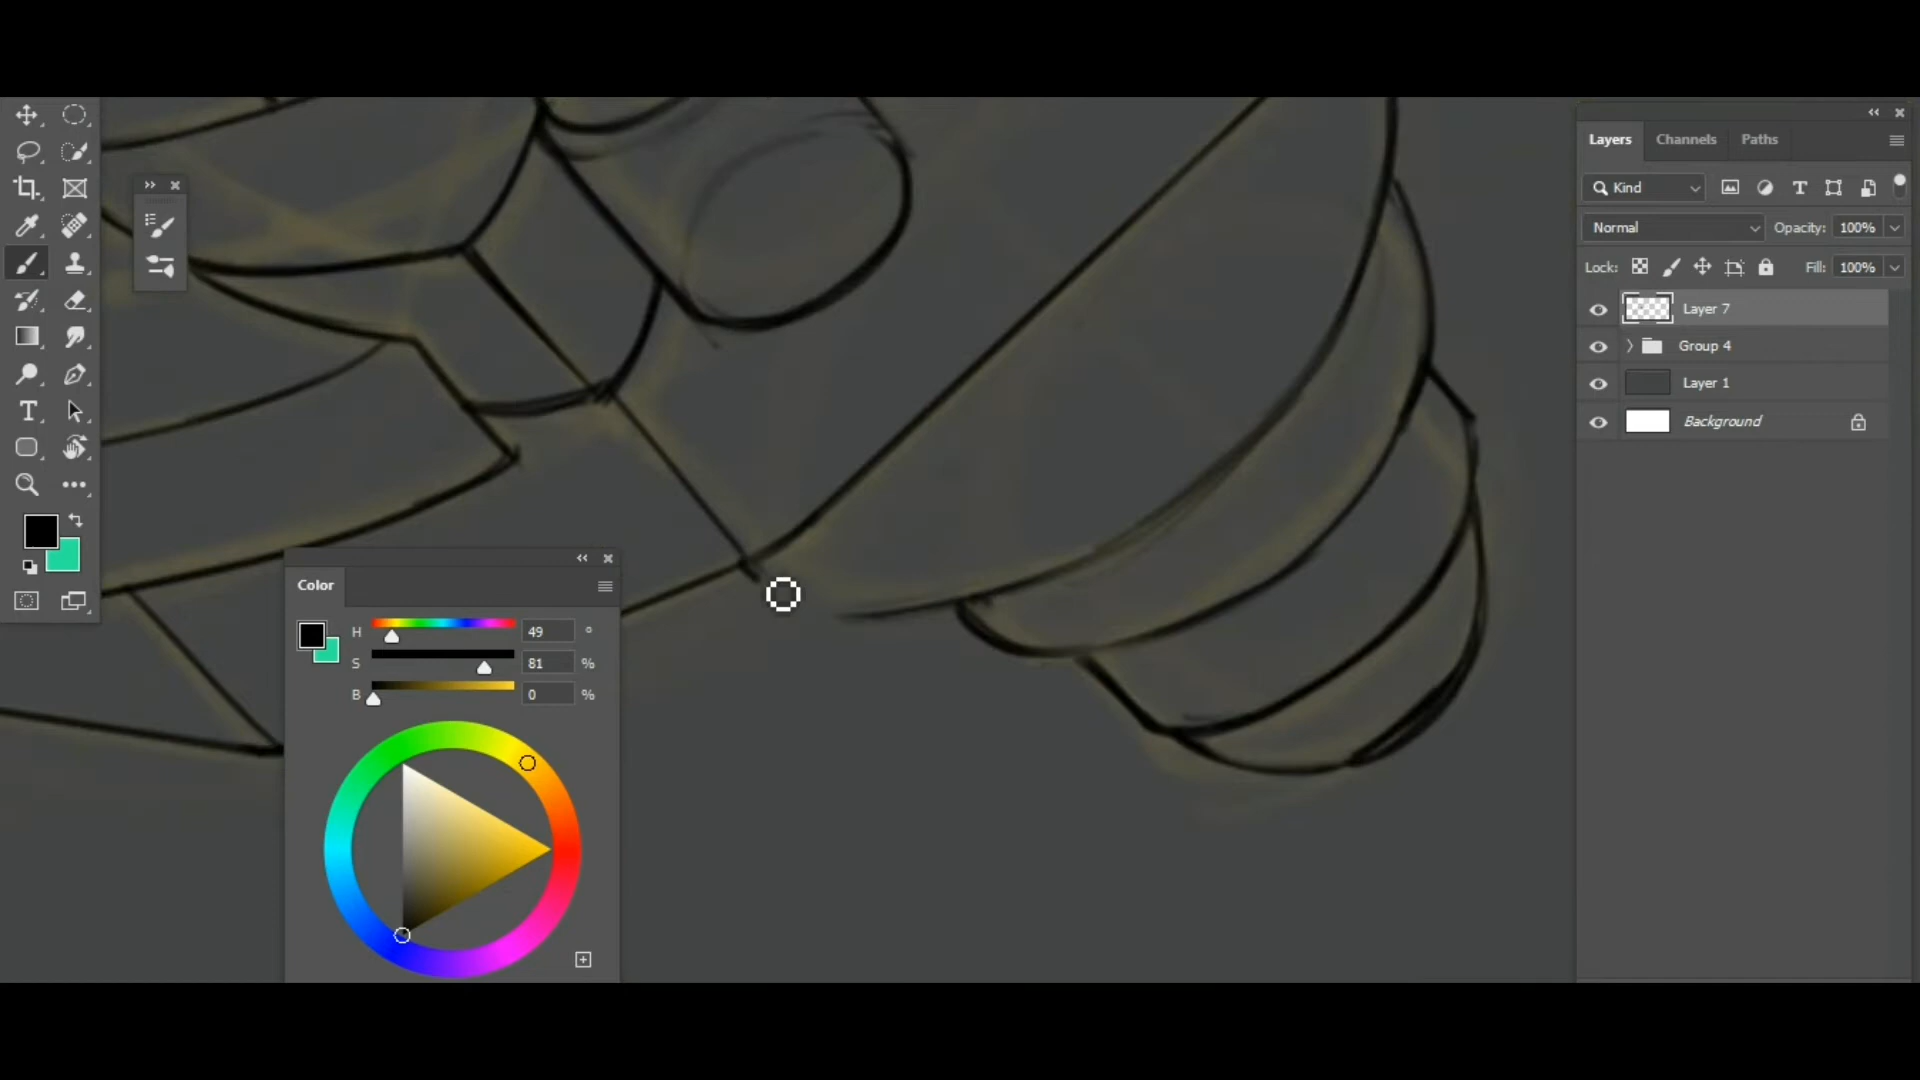 Layers Channels Paths
Kind
Normal Opacity: 100%
Lock: Fill: 100%
Layer 7
Group 4
Layer 1
Background
Color
H 49 °
S 81 %
B 0 %